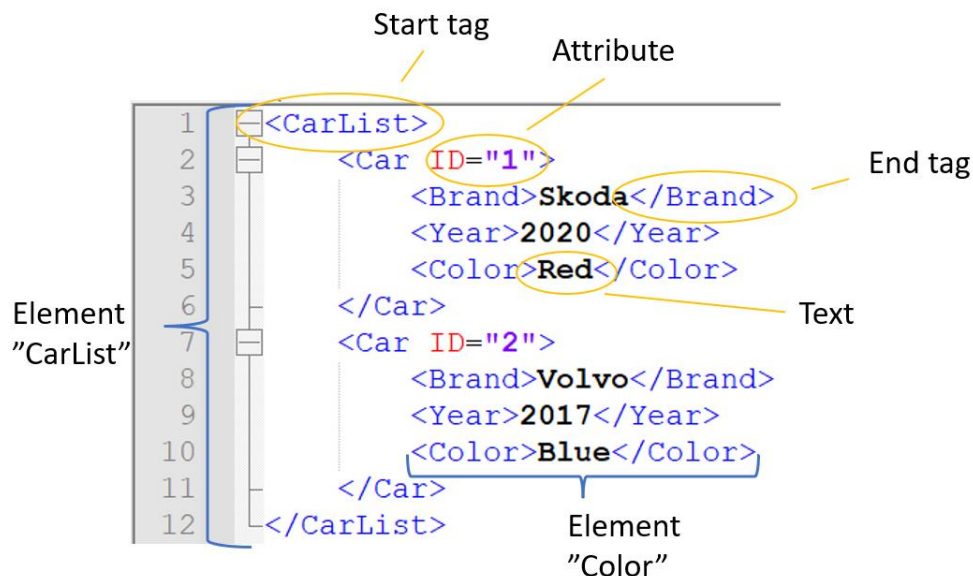 Start tag
Attribute
1 <CarList>
2 <Car ID="1">
3 <Brand>Skoda</Brand>
End tag
4 <Year>2020</Year>
5 <Color>Red</Color>
6 </Car>
Text
Element
”CarList”
7 <Car ID="2">
8 <Brand>Volvo</Brand>
9 <Year>2017</Year>
10 <Color>Blue</Color>
11 </Car>
12 </CarList>
Element
”Color”